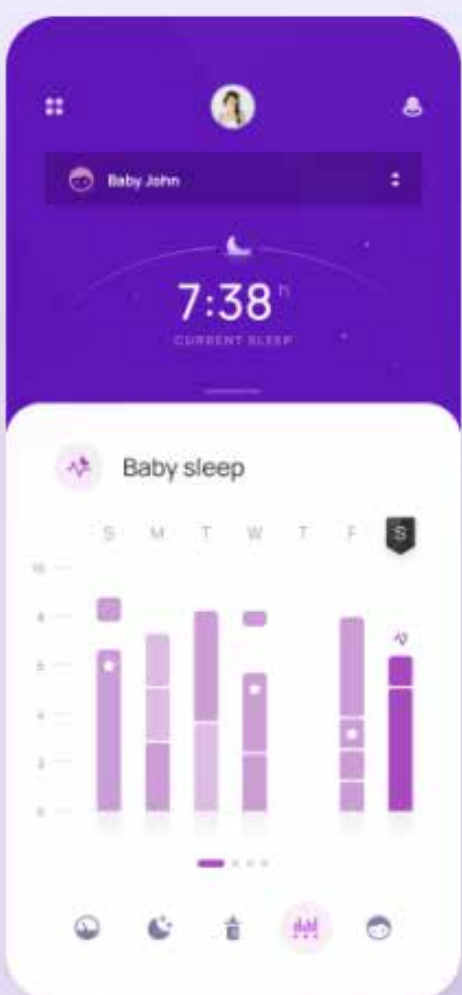 Baby John
7:38 h
CURRENT SLEEP
Baby sleep
S M T W T F S
10
8
6
4
2
0